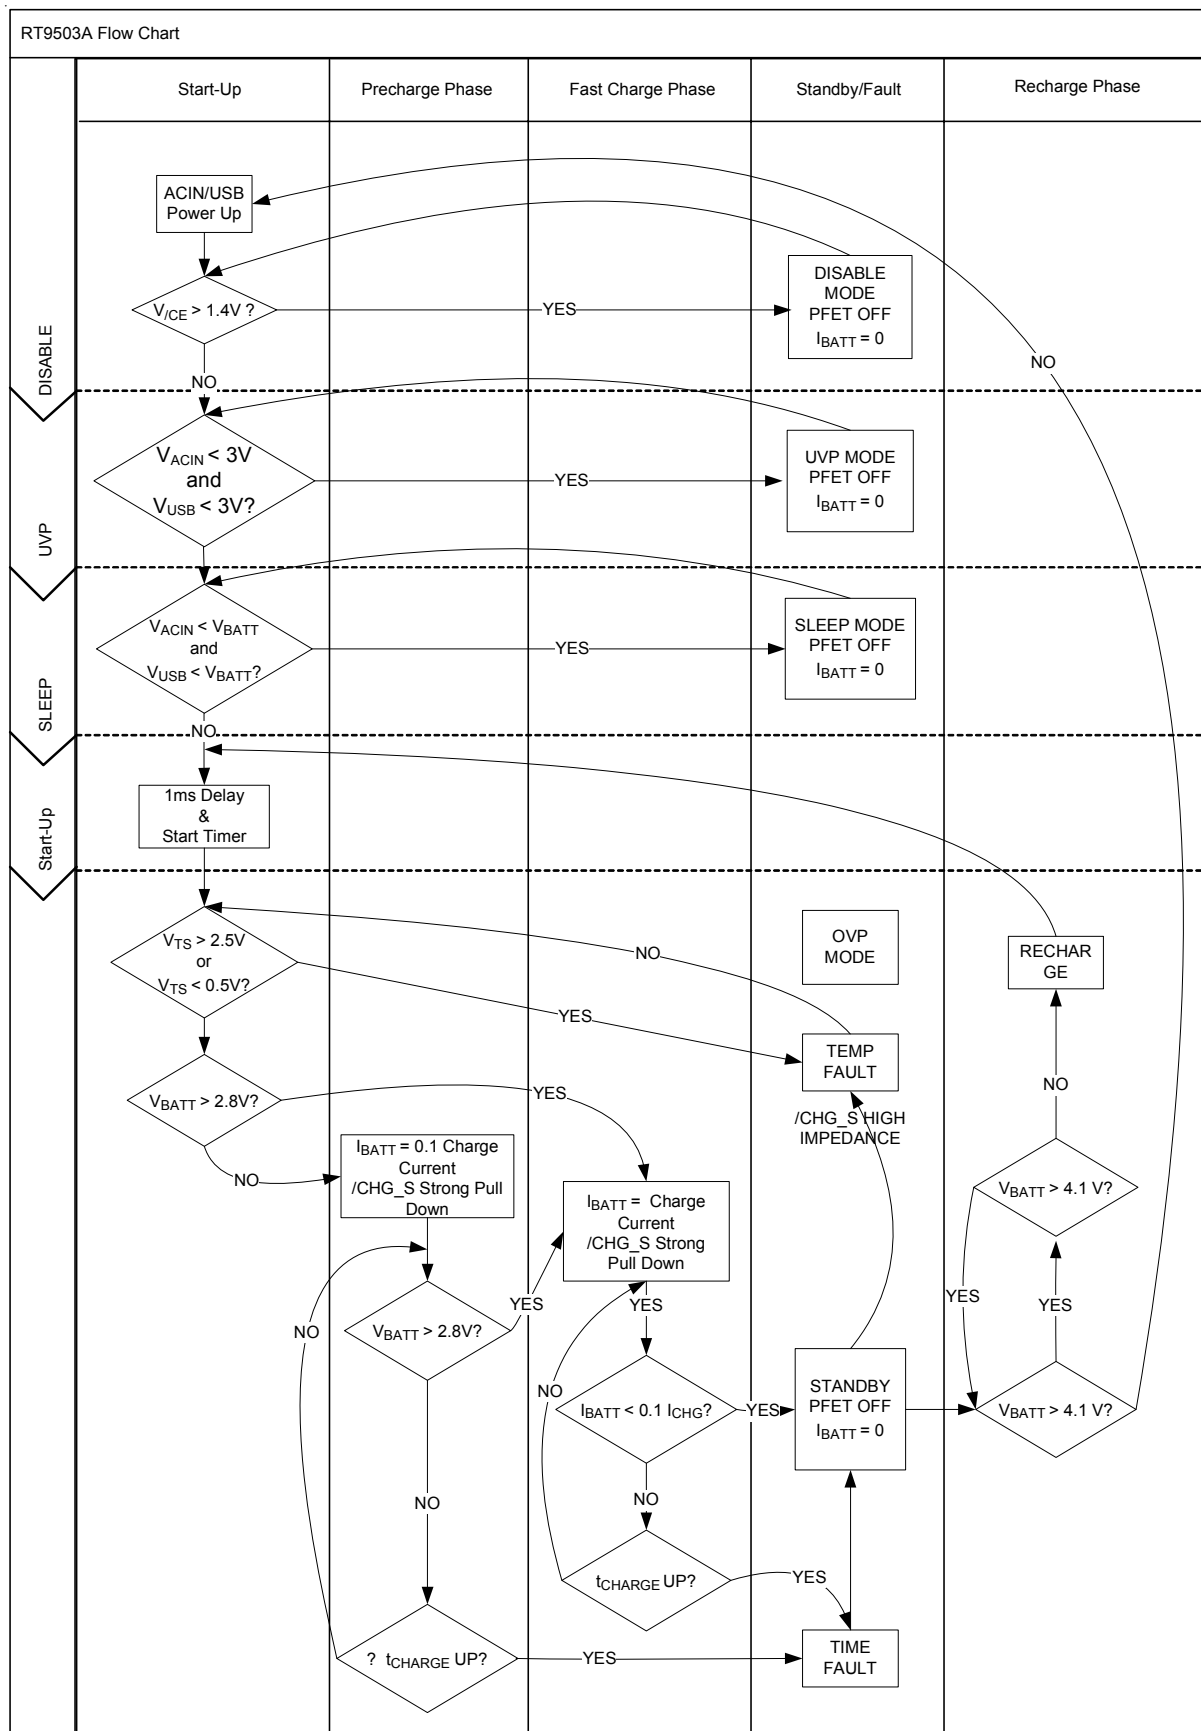 RT9503A Flow Chart
Start-Up
Precharge Phase
Fast Charge Phase
Standby/Fault
Recharge Phase
DISABLE
ACIN/USB
Power Up
V/CE > 1.4V ?
YES
DISABLE
MODE
PFET OFF
IBATT = 0
NO
NO
UVP
VACIN < 3V
and
VUSB < 3V?
YES
UVP MODE
PFET OFF
IBATT = 0
SLEEP
VACIN < VBATT
and
VUSB < VBATT?
YES
SLEEP MODE
PFET OFF
IBATT = 0
NO
Start-Up
1ms Delay
&
Start Timer
VTS > 2.5V
or
VTS < 0.5V?
NO
YES
OVP
MODE
RECHAR
GE
TEMP
FAULT
/CHG_S HIGH
IMPEDANCE
NO
VBATT > 2.8V?
YES
NO
IBATT = 0.1 Charge
Current
/CHG_S Strong Pull
Down
IBATT = Charge
Current
/CHG_S Strong
Pull Down
VBATT > 4.1 V?
YES
YES
NO
VBATT > 2.8V?
YES
YES
NO
IBATT < 0.1 ICHG?
YES
STANDBY
PFET OFF
IBATT = 0
VBATT > 4.1 V?
NO
NO
tCHARGE UP?
YES
? tCHARGE UP?
YES
TIME
FAULT